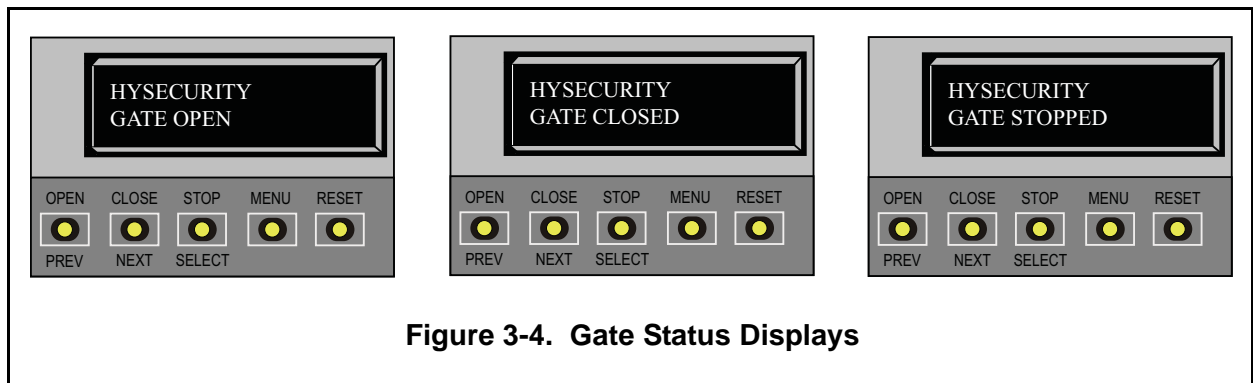 HYSECURITY
GATE OPEN
OPEN CLOSE STOP MENU RESET
PREV NEXT SELECT
HYSECURITY
GATE CLOSED
OPEN CLOSE STOP MENU RESET
PREV NEXT SELECT
HYSECURITY
GATE STOPPED
OPEN CLOSE STOP MENU RESET
PREV NEXT SELECT
Figure 3-4. Gate Status Displays